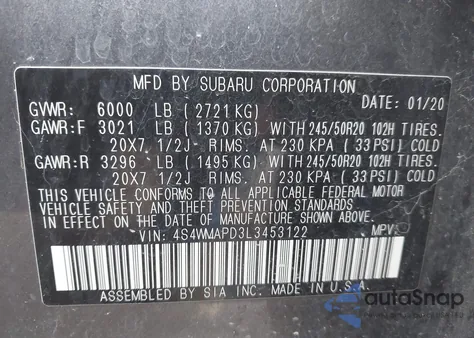 MFD BY SUBARU CORPORATION
GVWR: 6000 LB (2721 KG) DATE: 01/20
GAWR:F 3021 LB (1370 KG) WITH 245/50R20 102H TIRES.
20X7 1/2J RIMS. AT 230 KPA (33 PSI) COLD
GAWR:R 3296 LB (1495 KG) WITH 245/50R20 102H TIRES.
20X7 1/2J RIMS. AT 230 KPA (33 PSI) COLD
THIS VEHICLE CONFORMS TO ALL APPLICABLE FEDERAL MOTOR
VEHICLE SAFETY AND THEFT PREVENTION STANDARDS
IN EFFECT ON THE DATE OF MANUFACTURE SHOWN ABOVE.
VIN: 4S4WMAPD3L3453122 MPV
ASSEMBLED BY SIA INC. IN U.S.A.
autoSnap